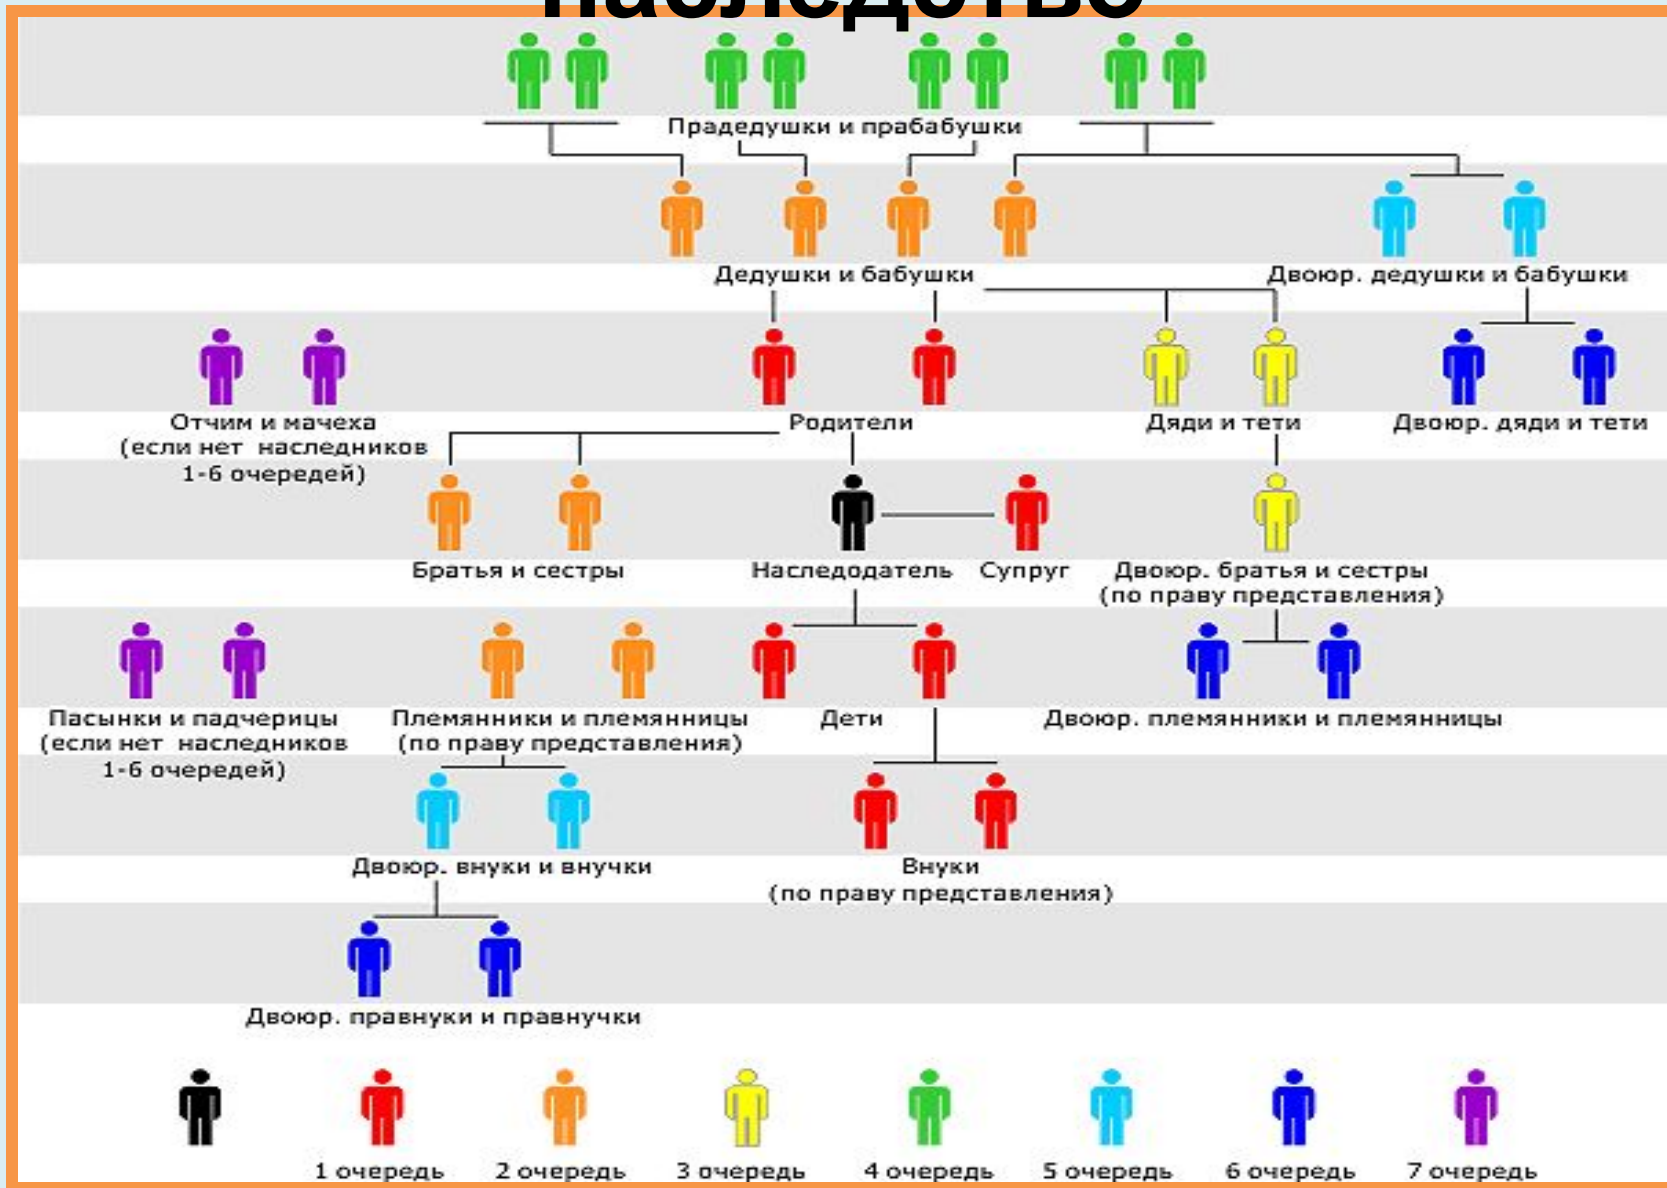 наследство
Прадедушки и прабабушки
Дедушки и бабушки
Двоюр. дедушки и бабушки
Отчим и мачеха
(если нет наследников
1-6 очередей)
Родители
Дяди и тети
Двоюр. дяди и тети
Братья и сестры
Наследодатель
Супруг
Двоюр. братья и сестры
(по праву представления)
Пасынки и падчерицы
(если нет наследников
1-6 очередей)
Племянники и племянницы
(по праву представления)
Дети
Двоюр. племянники и племянницы
Двоюр. внуки и внучки
Внуки
(по праву представления)
Двоюр. правнуки и правнучки
1 очередь
2 очередь
3 очередь
4 очередь
5 очередь
6 очередь
7 очередь